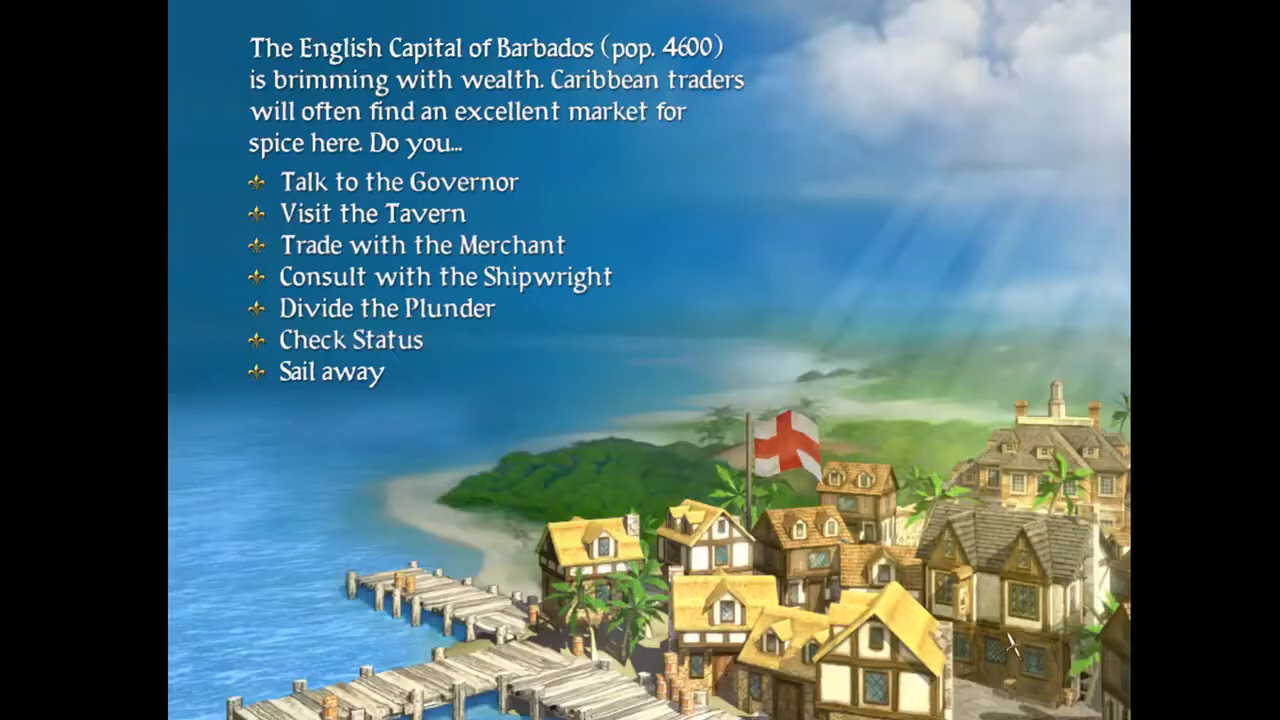 The English Capital of Barbados (pop. 4600)
is brimming with wealth. Caribbean traders
will often find an excellent market for
spice here. Do you...
Talk to the Governor
Visit the Tavern
Trade with the Merchant
Consult with the Shipwright
Divide the Plunder
Check Status
Sail away